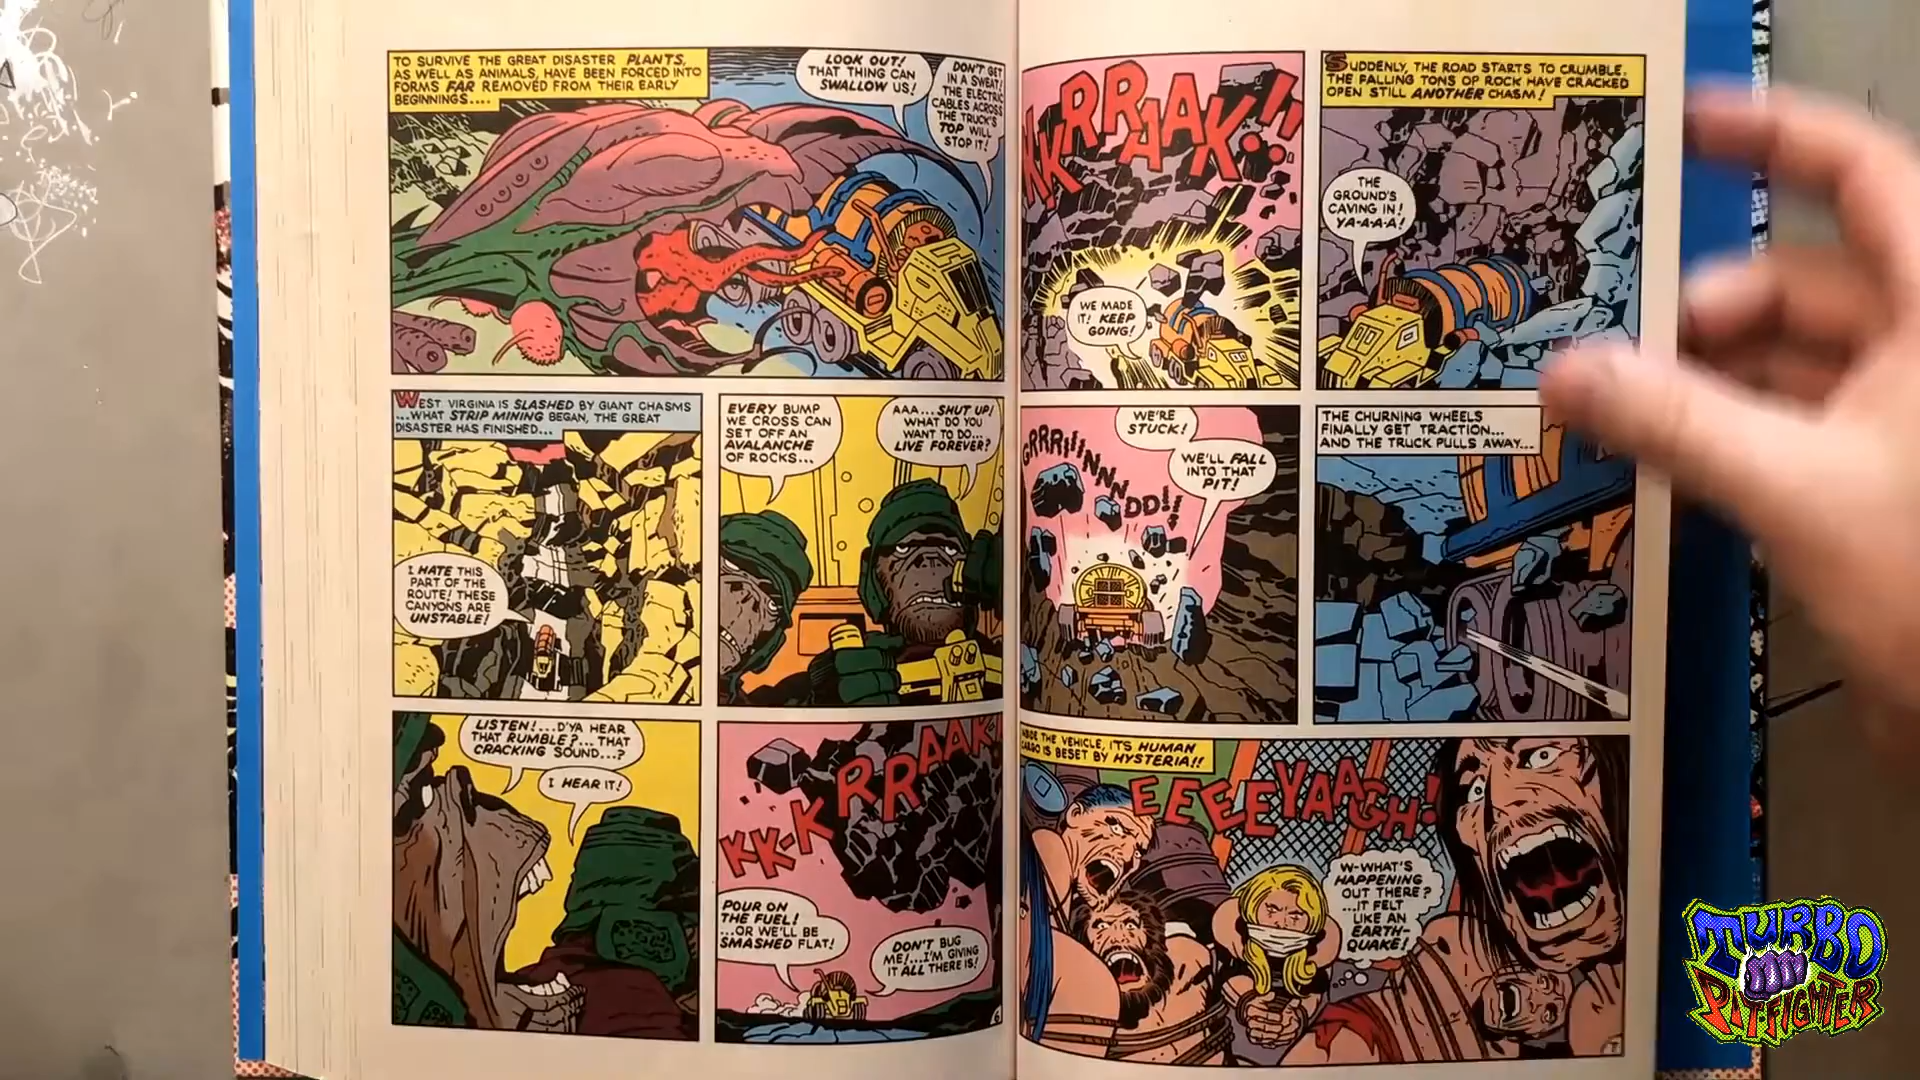 TO SURVIVE THE GREAT DISASTER PLANTS,
AS WELL AS ANIMALS, HAVE BEEN FORCED INTO
FORMS FAR REMOVED FROM THEIR EARLY
BEGINNINGS....
LOOK OUT!
THAT THING CAN
SWALLOW US!
DON'T GET
IN A SWEAT!
THE ELECTRIC
CABLES ACROSS
THE TRUCK'S
TOP WILL
STOP IT!
WEST VIRGINIA IS SLASHED BY GIANT CHASMS
...WHAT STRIP MINING BEGAN, THE GREAT
DISASTER HAS FINISHED...
I HATE THIS
PART OF THE
ROUTE! THESE
CANYONS ARE
UNSTABLE!
EVERY BUMP
WE CROSS CAN
SET OFF AN
AVALANCHE
OF ROCKS...
AAA... SHUT UP!
WHAT DO YOU
WANT TO DO...
LIVE FOREVER?
LISTEN!...D'YA HEAR
THAT RUMBLE?...THAT
CRACKING SOUND...?
I HEAR IT!
KK-KRRAAK
POUR ON
THE FUEL!
...OR WE'LL BE
SMASHED FLAT!
DON'T BUG
ME!...I'M GIVING
IT ALL THERE IS!
6
KKRRAAK!!
WE MADE
IT! KEEP
GOING!
SUDDENLY, THE ROAD STARTS TO CRUMBLE.
THE FALLING TONS OF ROCK HAVE CRACKED
OPEN STILL ANOTHER CHASM!
THE
GROUND'S
CAVING IN!
YA-A-A-A!
WE'RE
STUCK!
GRRRIIINNNNDD!!
WE'LL FALL
INTO THAT
PIT!
THE CHURNING WHEELS
FINALLY GET TRACTION...
AND THE TRUCK PULLS AWAY...
THE VEHICLE, IT'S HUMAN
CARGO IS BESET BY HYSTERIA!!
EEEEYAAGH!
W-WHAT'S
HAPPENING
OUT THERE?
...IT FELT
LIKE AN
EARTH-
QUAKE!
7
TURBO
PITFIGHTER